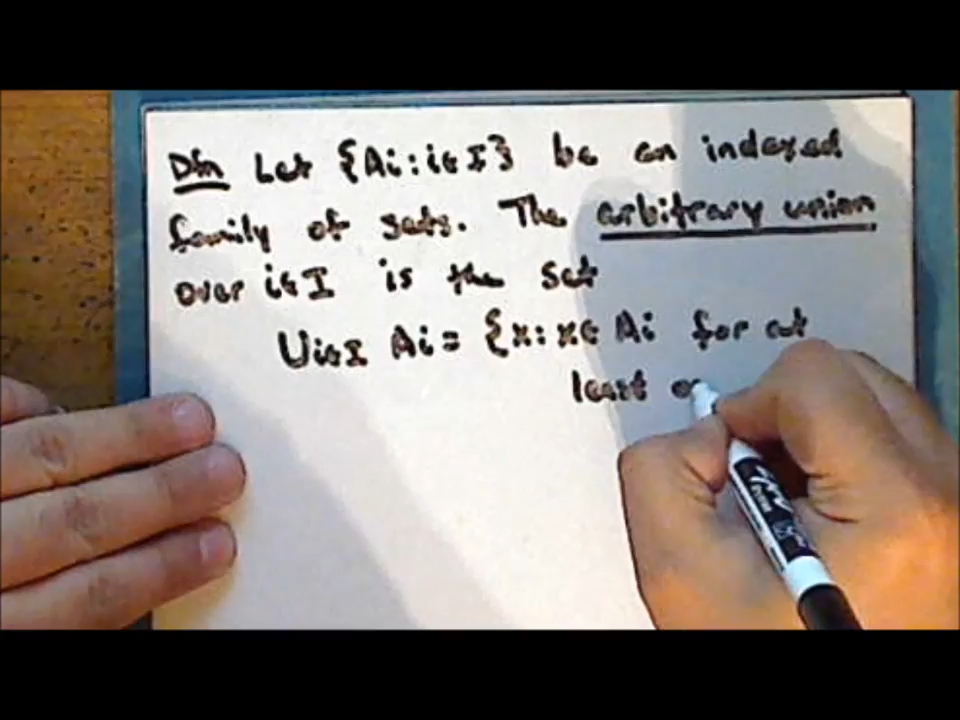 Dfn Let {Ai : i∈I} be an indexed
family of sets. The arbitrary union
over i∈I is the set
∪i∈I Ai = {x : x∈ Ai for at
least